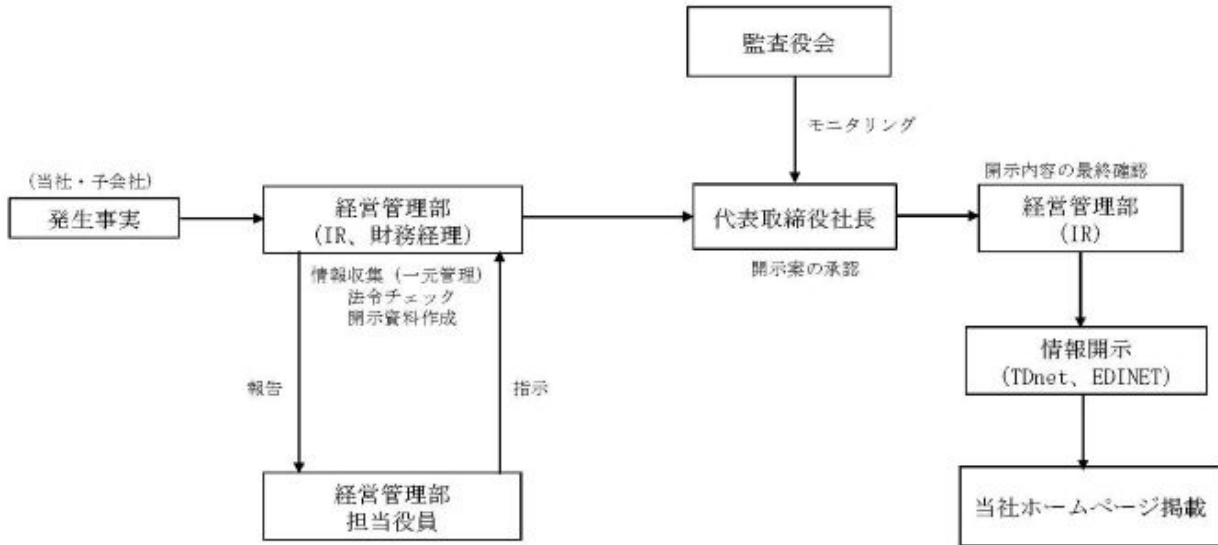 監査役会
モニタリング
(当社・子会社)
発生事実
経営管理部
(IR、財務経理)
情報収集 (一元管理)
法令チェック
開示資料作成
代表取締役社長
開示案の承認
開示内容の最終確認
経営管理部
(IR)
報告
指示
情報開示
(TDnet、EDINET)
経営管理部
担当役員
当社ホームページ掲載